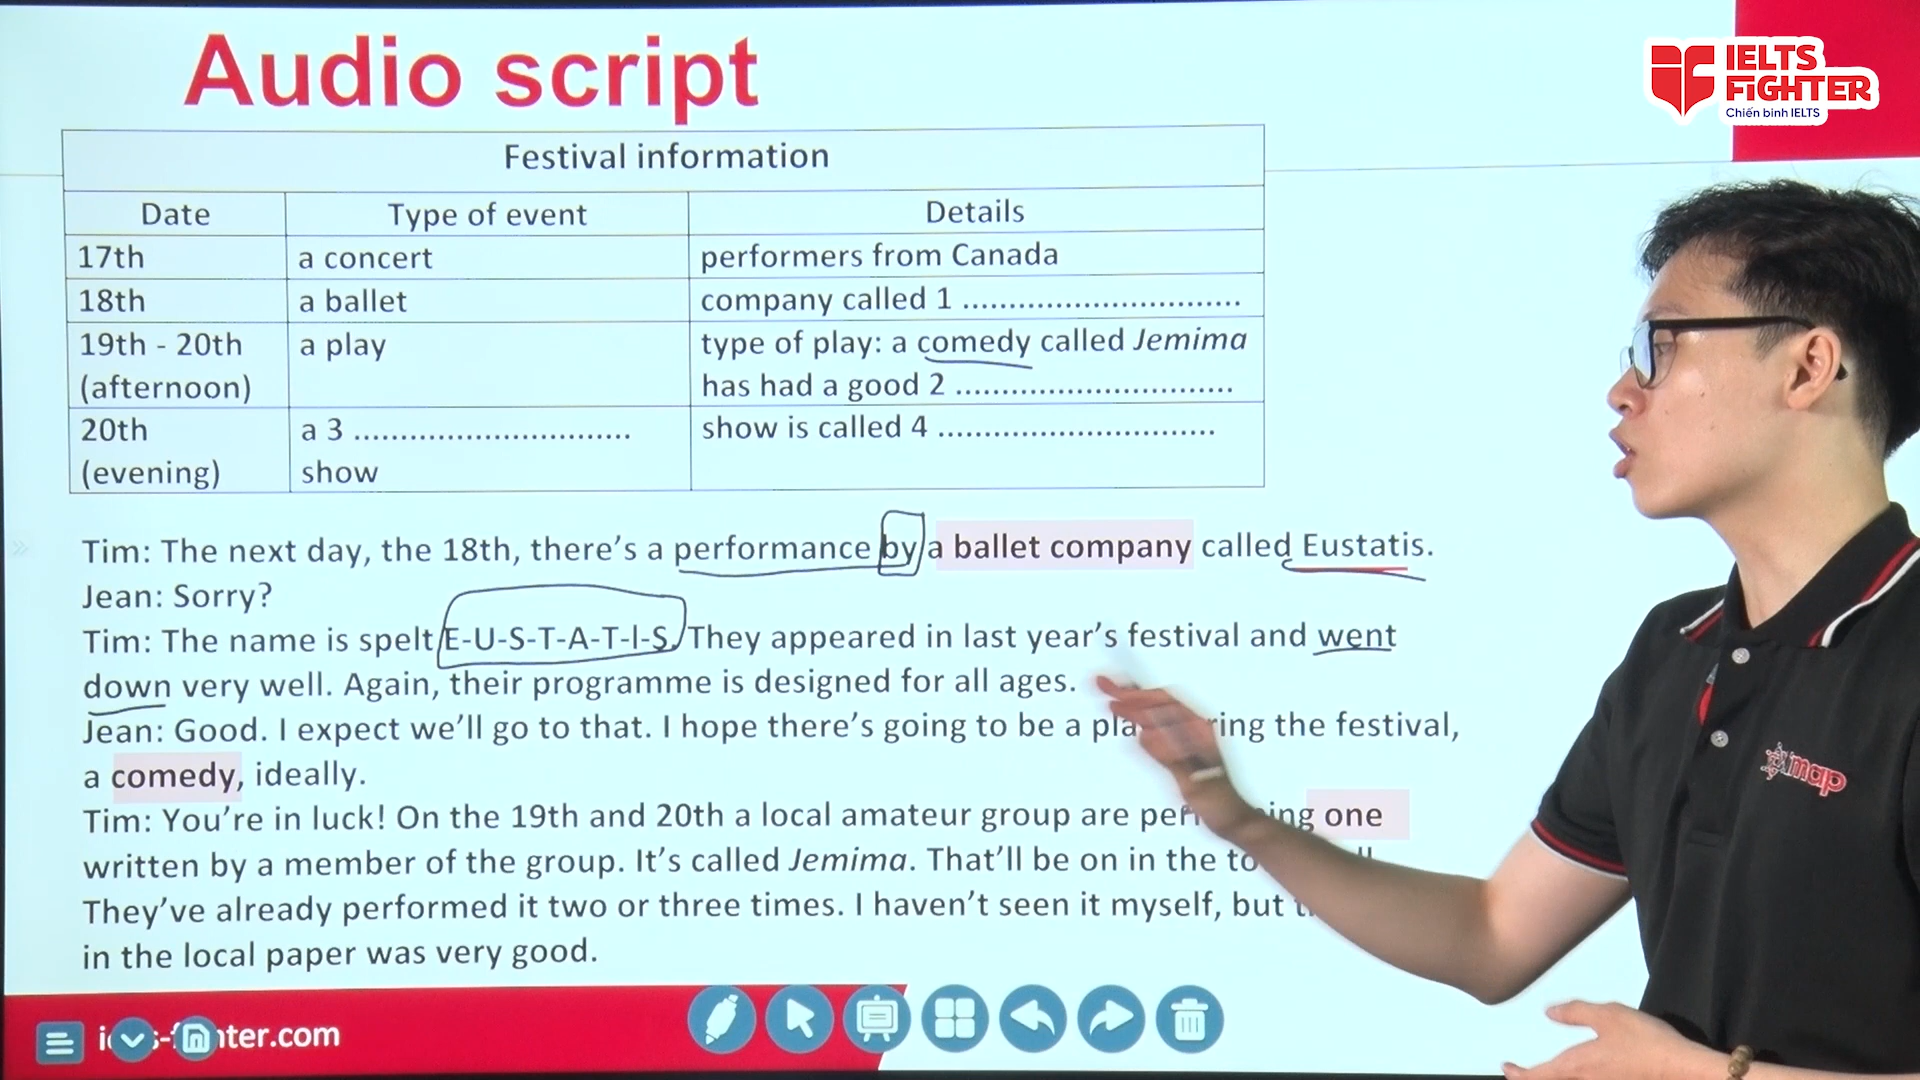 Audio script
IELTS
FIGHTER
Chiến binh IELTS
Festival information
Date Type of event Details
17th a concert performers from Canada
18th a ballet company called 1 ..............................
19th - 20th a play type of play: a comedy called Jemima
(afternoon) has had a good 2 ..............................
20th a 3 .............................. show is called 4 ..............................
(evening) show
Tim: The next day, the 18th, there's a performance by a ballet company called Eustatis.
Jean: Sorry?
Tim: The name is spelt E-U-S-T-A-T-I-S. They appeared in last year's festival and went
down very well. Again, their programme is designed for all ages.
Jean: Good. I expect we'll go to that. I hope there's going to be a the festival,
a comedy, ideally.
Tim: You're in luck! On the 19th and 20th a local amateur group are one
written by a member of the group. It's called Jemima. That'll be on in the
They've already performed it two or three times. I haven't seen it myself, but
in the local paper was very good.